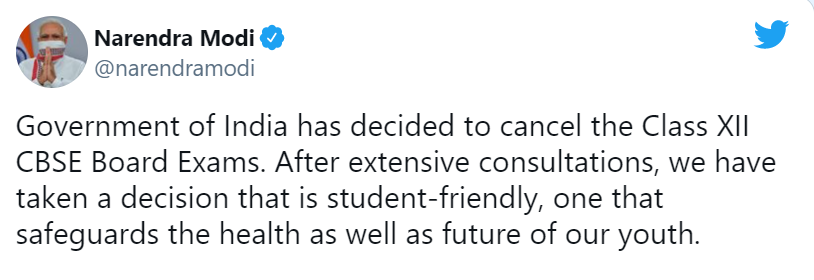 Narendra Modi
@narendramodi
Government of India has decided to cancel the Class XII
CBSE Board Exams. After extensive consultations, we have
taken a decision that is student-friendly, one that
safeguards the health as well as future of our youth.